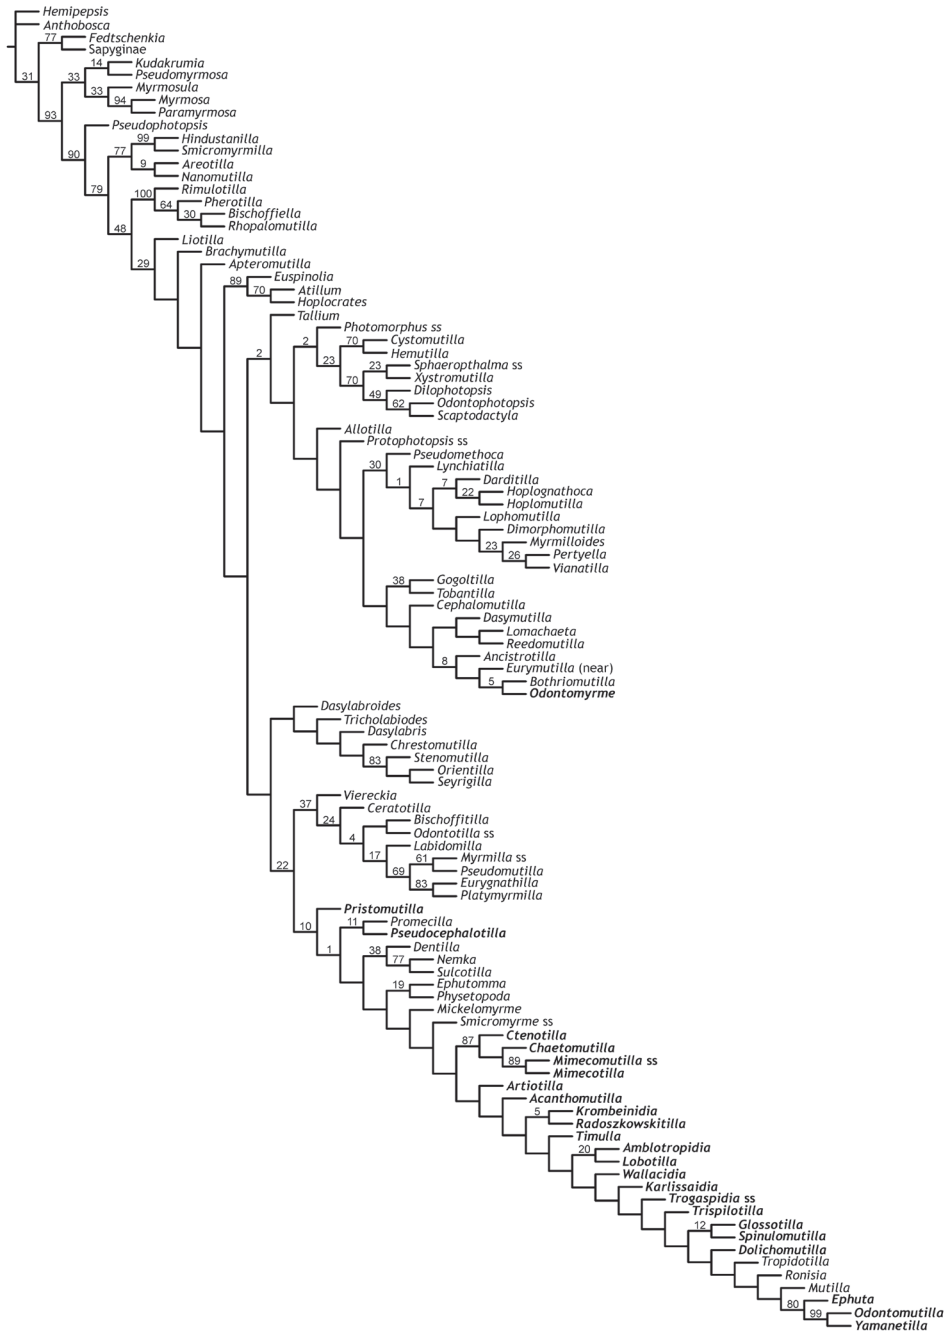 Hemipepsis
Anthobosca
77 Fedtschenkia
Sapyginae
14 Kudakrumia
31 33 Pseudomyrmosa
33 Myrmosula
94 Myrmosa
93 Paramyrmosa
Pseudophotopsis
99 Hindustanilla
90 77 Smicromyrmilla
9 Areotilla
Nanomutilla
79 100 Rimulotilla
64 Pherotilla
30 Bischoffiella
48 Rhopalomutilla
Liotilla
29 Brachymutilla
Apteromutilla
89 Euspinolia
70 Atillum
Hoplocrates
Tallium
2 Photomorphus ss
2 70 Cystomutilla
23 Hemutilla
23 Sphaeropthalma ss
70 Xystromutilla
49 Dilophotopsis
62 Odontophotopsis
Scaptodactyla
Allotilla
Protophotopsis ss
30 Pseudomethoca
1 Lynchiatilla
7 Darditilla
7 22 Hoplognathoca
Hoplomutilla
Lophomutilla
Dimorphomutilla
23 Myrmilloides
26 Pertyella
Vianatilla
38 Gogoltilla
Tobantilla
Cephalomutilla
Dasymutilla
Lomachaeta
Reedomutilla
8 Ancistrotilla
Eurymutilla (near)
5 Bothriomutilla
Odontomyrme
Dasylabroides
Tricholabiodes
Dasylabris
Chrestomutilla
83 Stenomutilla
Orientilla
Seyrigilla
37 Viereckia
24 Ceratotilla
4 Bischoffitilla
Odontotilla ss
17 Labidomilla
61 Myrmilla ss
22 69 Pseudomutilla
83 Eurygnathilla
Platymyrmilla
Pristomutilla
10 11 Promecilla
1 Pseudocephalotilla
38 Dentilla
77 Nemka
Sulcotilla
19 Ephutomma
Physetopoda
Mickelomyrme
Smicromyrme ss
87 Ctenotilla
Chaetomutilla
89 Mimecomutilla ss
Mimecotilla
Artiotilla
Acanthomutilla
5 Krombeinidia
Radoszkowskitilla
Timulla
20 Amblotropidia
Lobotilla
Wallacidia
Karlissaidia
Trogaspidia ss
Trispilotilla
12 Glossotilla
Spinulomutilla
Dolichomutilla
Tropidotilla
Ronisia
Mutilla
80 Ephuta
99 Odontomutilla
Yamanetilla